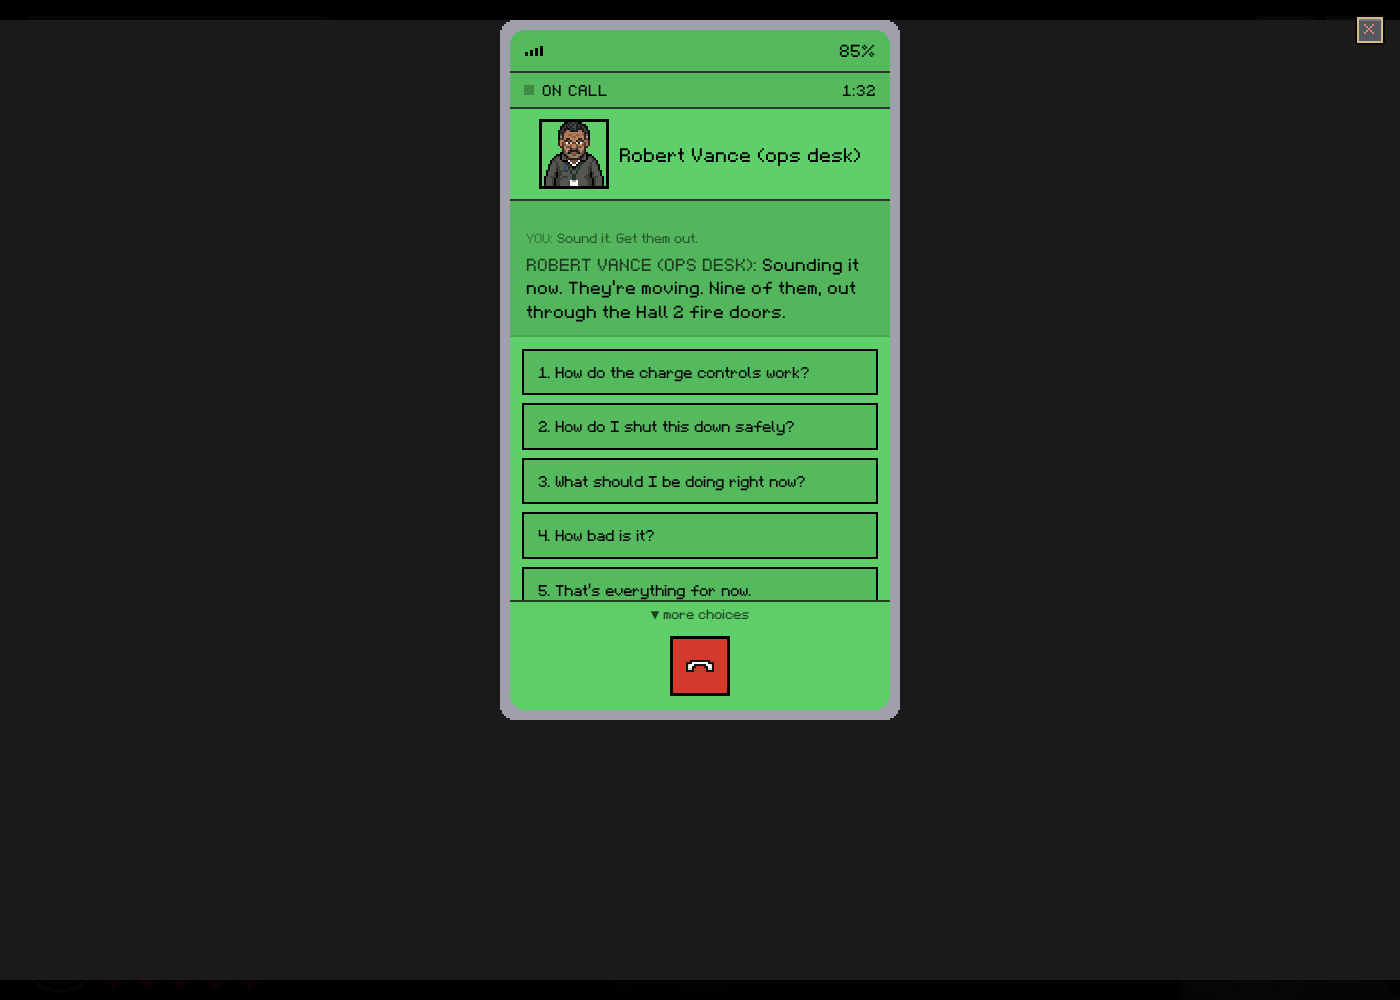 85%
ON CALL
1:32
Robert Vance (ops desk)
YOU: Sound it. Get them out.
ROBERT VANCE (OPS DESK): Sounding it
now. They're moving. Nine of them, out
through the Hall 2 fire doors.
1. How do the charge controls work?
2. How do I shut this down safely?
3. What should I be doing right now?
4. How bad is it?
5. That's everything for now.
▼ more choices